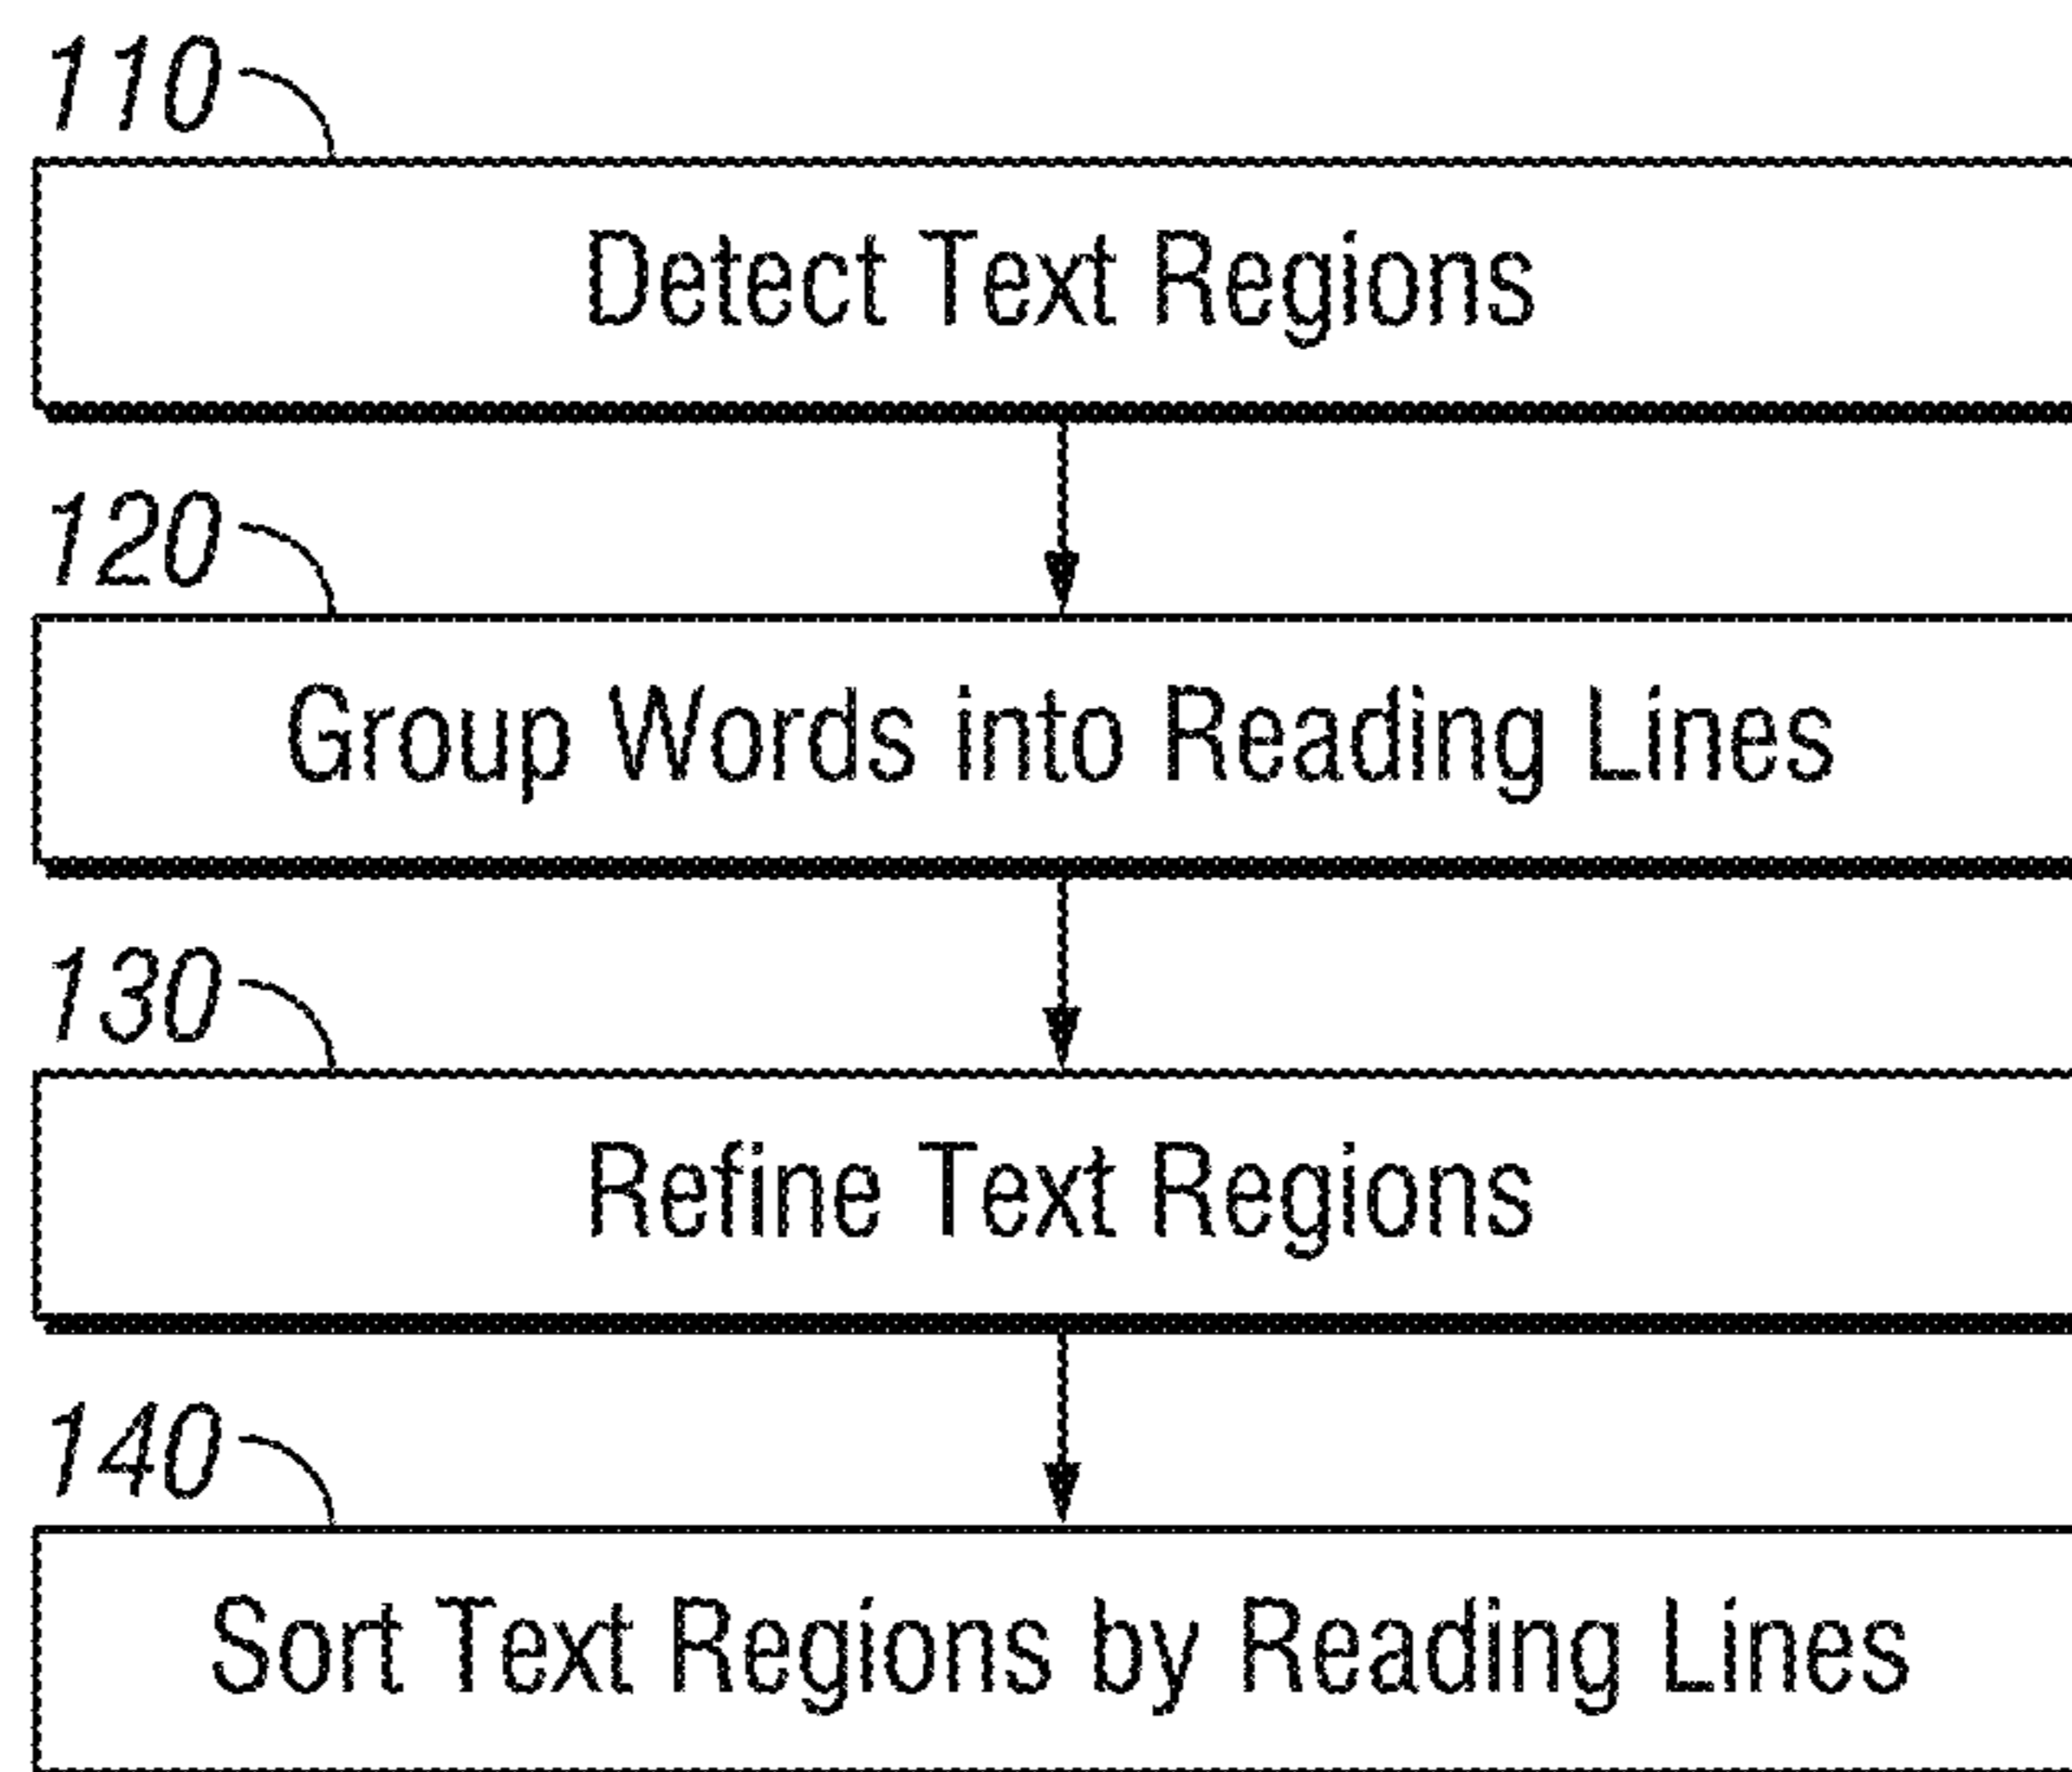 110
Detect Text Regions
120
Group Words into Reading Lines
130
Refine Text Regions
140
Sort Text Regions by Reading Lines